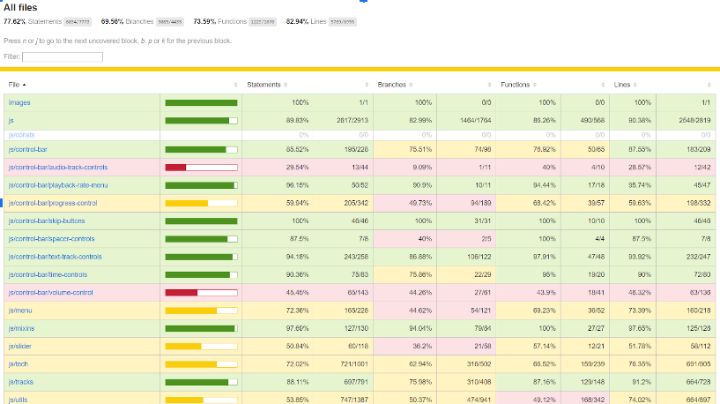 All files
77.62% Statements 6034/7773 69.56% Branches 3085/4435 73.59% Functions 1225/1678 82.94% Lines
Press n or j to go to the next uncovered block, b, p or k for the previous block.
Filter:
File Statements Branches Functions Lines
images 100% 1/1 100% 0/0 100% 0/0 100% 1/1
js 89.83% 2617/2913 82.99% 1464/1764 86.26% 490/568 90.38% 2548/2819
js/consts 0% 0/0 0% 0/0 0% 0/0 0% 0/0
js/control-bar 85.52% 195/228 75.51% 74/98 76.92% 50/65 87.55% 183/209
js/control-bar/audio-track-controls 29.54% 13/44 9.09% 1/11 40% 4/10 28.57% 12/42
js/control-bar/playback-rate-menu 96.15% 50/52 90.9% 10/11 94.44% 17/18 95.74% 45/47
js/control-bar/progress-control 59.94% 205/342 49.73% 94/189 68.42% 39/57 59.63% 198/332
js/control-bar/skip-buttons 100% 46/46 100% 31/31 100% 10/10 100% 46/46
js/control-bar/spacer-controls 87.5% 7/8 40% 2/5 100% 4/4 87.5% 7/8
js/control-bar/text-track-controls 94.18% 243/258 86.88% 106/122 97.91% 47/48 93.92% 232/247
js/control-bar/time-controls 90.36% 75/83 75.86% 22/29 95% 19/20 90% 72/80
js/control-bar/volume-control 45.45% 65/143 44.26% 27/61 43.9% 18/41 46.32% 63/136
js/menu 72.36% 165/228 44.62% 54/121 69.23% 36/52 73.39% 160/218
js/mixins 97.69% 127/130 94.04% 79/84 100% 27/27 97.65% 125/128
js/slider 50.84% 60/118 36.2% 21/58 57.14% 12/21 51.78% 58/112
js/tech 72.02% 721/1001 62.94% 316/502 66.52% 159/239 76.35% 691/905
js/tracks 88.11% 697/791 75.98% 310/408 87.16% 129/148 91.2% 664/728
js/utils 53.85% 747/1387 50.37% 474/941 49.12% 168/342 74.02% 664/897